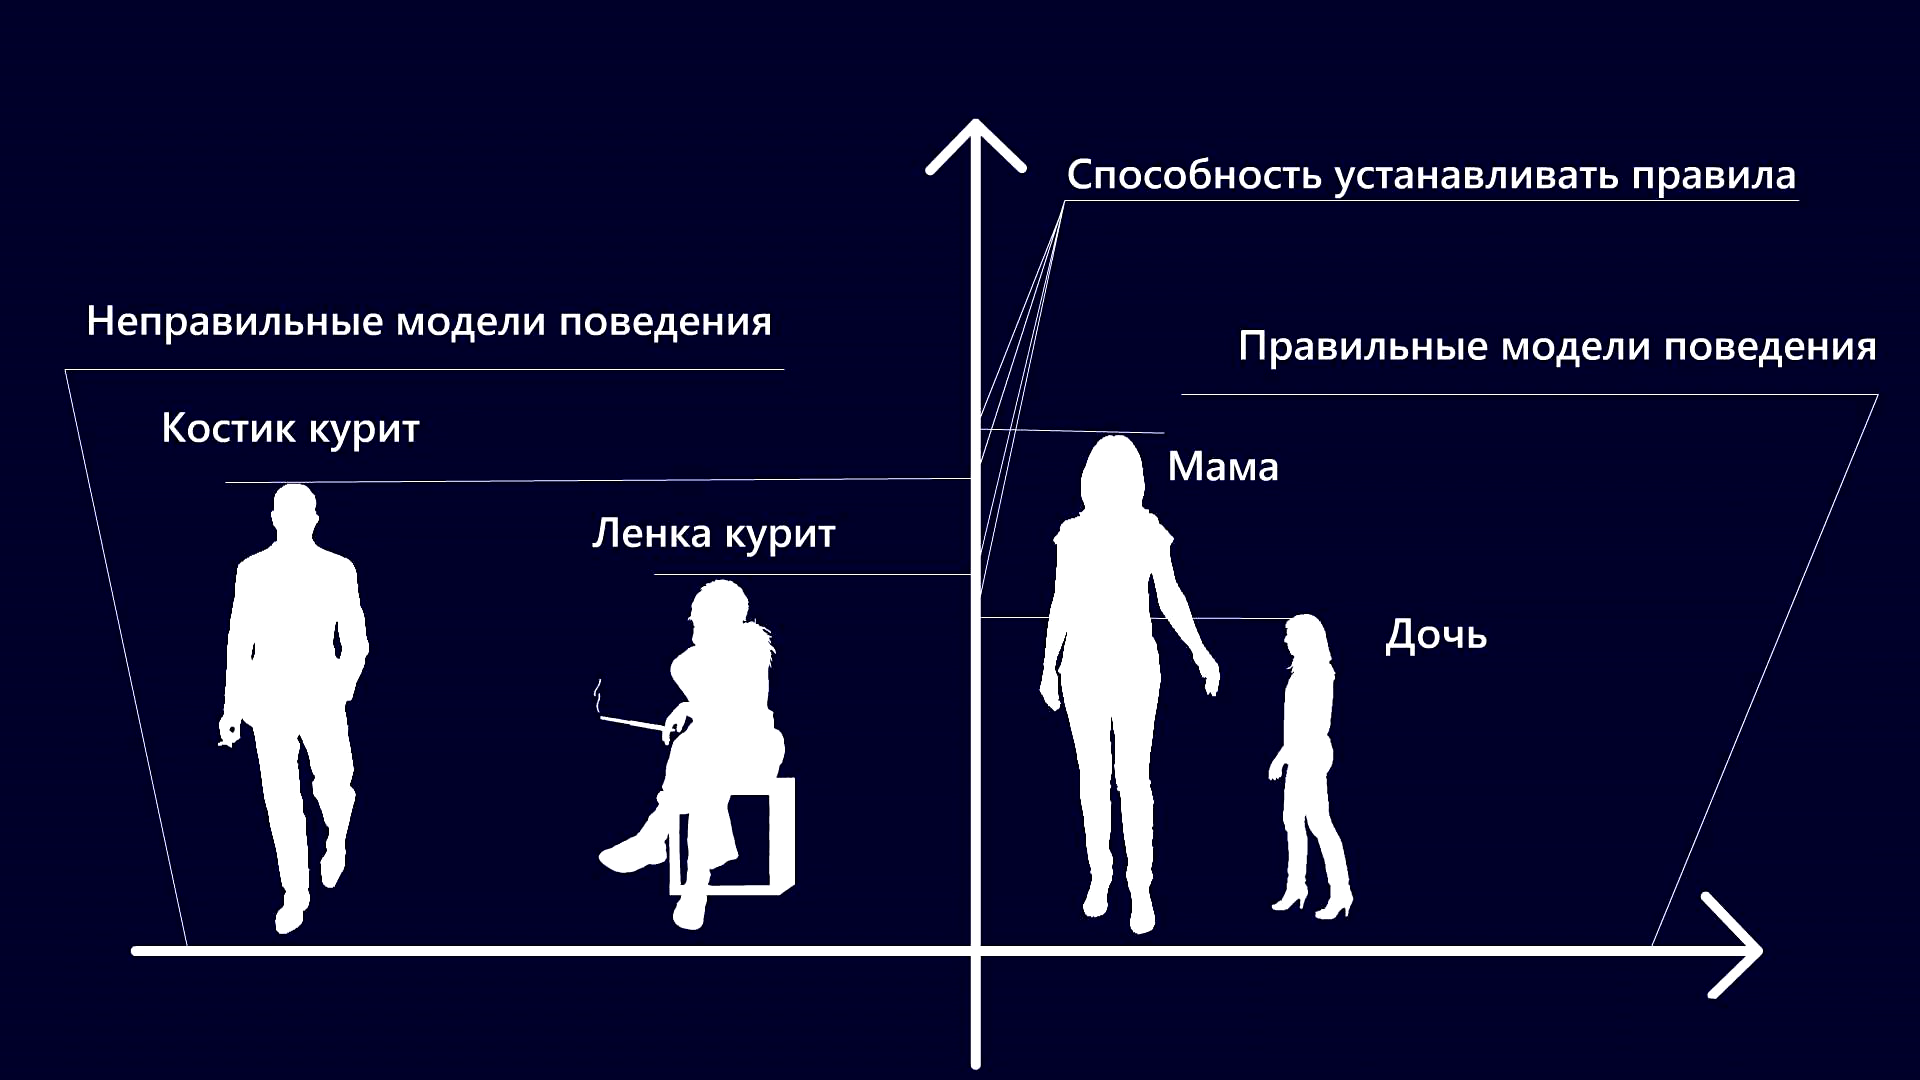 Способность устанавливать правила
Неправильные модели поведения
Правильные модели поведения
Костик курит
Мама
Ленка курит
Дочь